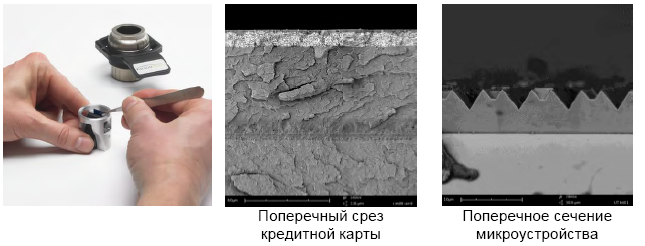 Поперечный срез
кредитной карты
Поперечное сечение
микроустройства